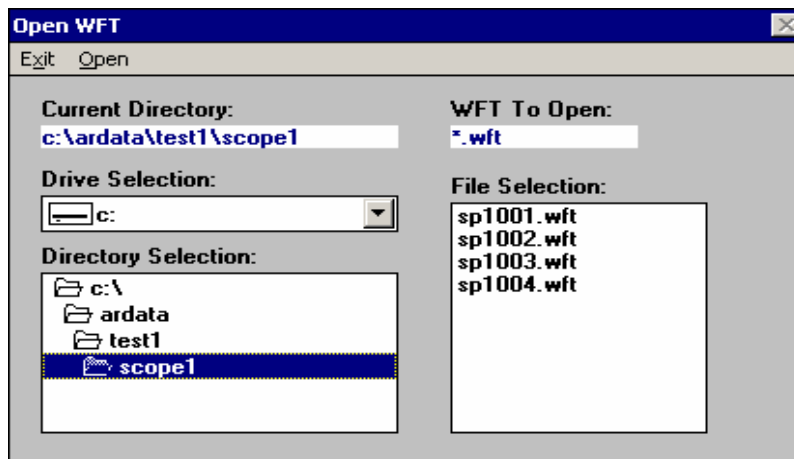 Open WFT
Exit Open
Current Directory:
c:\ardata\test1\scope1
Drive Selection:
c:
Directory Selection:
c:\
ardata
test1
scope1
WFT To Open:
*.wft
File Selection:
sp1001.wft
sp1002.wft
sp1003.wft
sp1004.wft